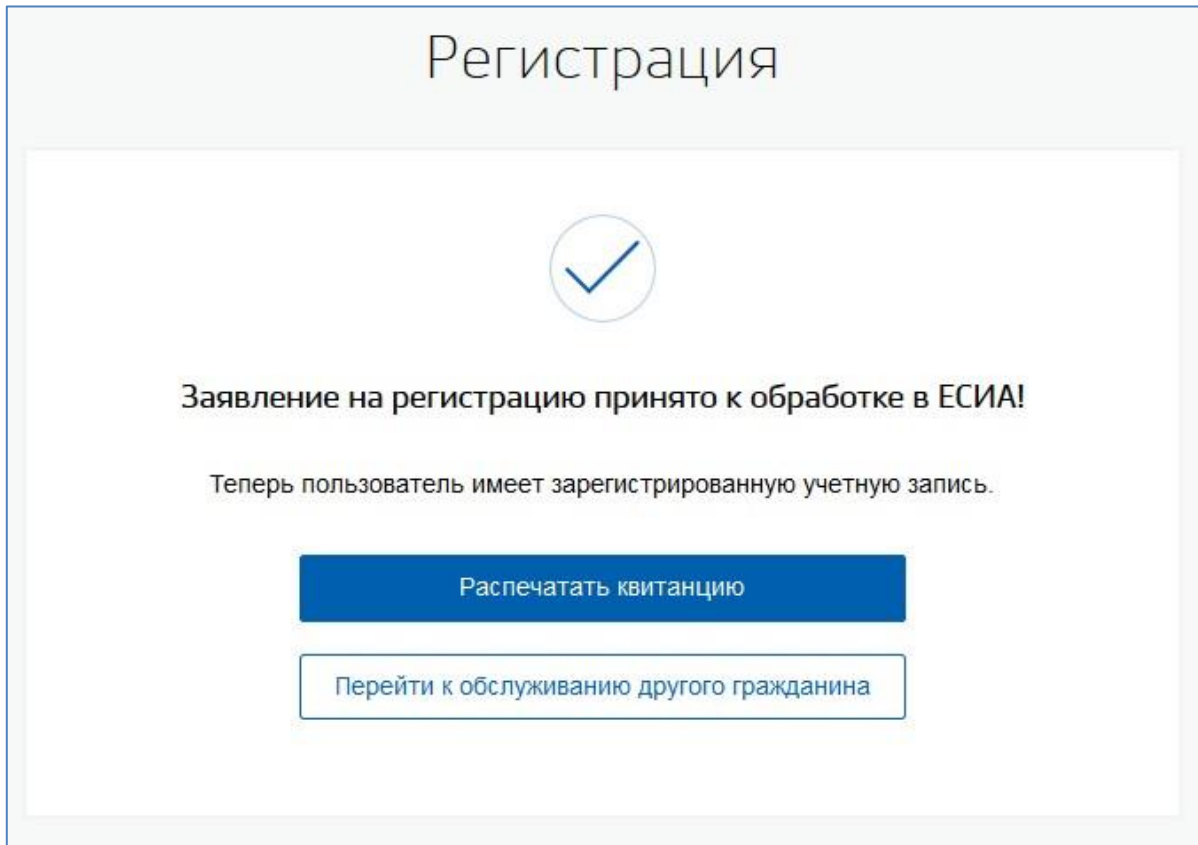 Регистрация
Заявление на регистрацию принято к обработке в ЕСИА!
Теперь пользователь имеет зарегистрированную учетную запись.
Распечатать квитанцию
Перейти к обслуживанию другого гражданина